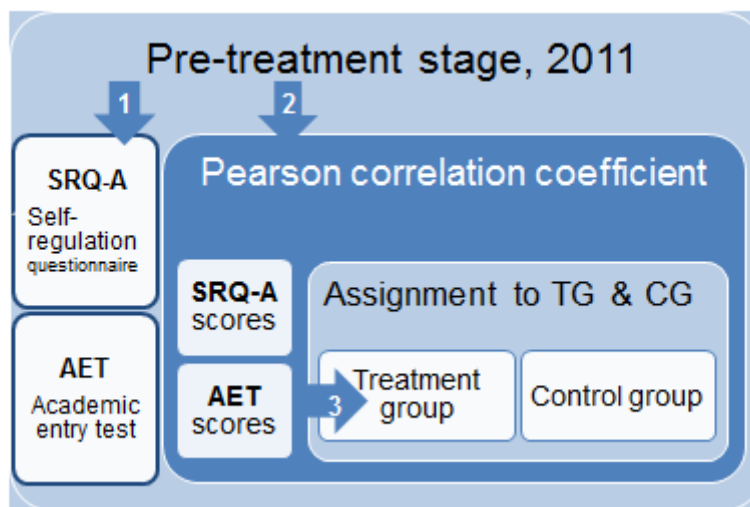 Pre-treatment stage, 2011
1
2
SRQ-A
Self-
regulation
questionnaire
AET
Academic
entry test
Pearson correlation coefficient
SRQ-A
scores
AET
scores
Assignment to TG & CG
3
Treatment
group
Control group